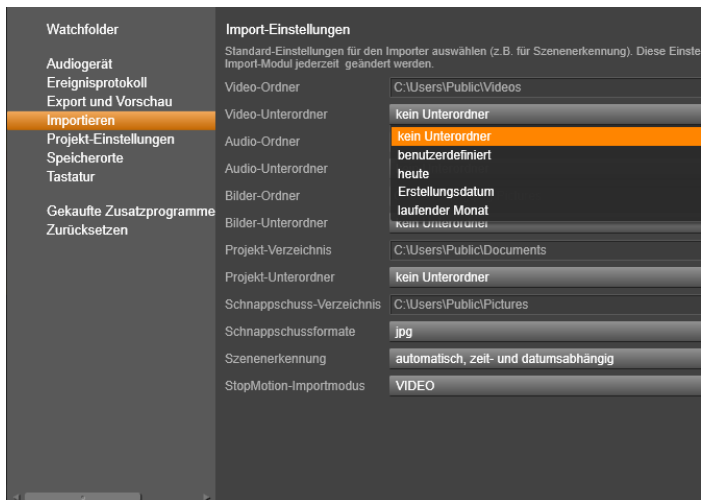 Watchfolder
Audiogerät
Ereignisprotokoll
Export und Vorschau
Importieren
Projekt-Einstellungen
Speicherorte
Tastatur
Gekaufte Zusatzprogramme
Zurücksetzen
Import-Einstellungen
Standard-Einstellungen für den Importer auswählen (z.B. für Szenenerkennung). Diese Einste
Import-Modul jederzeit geändert werden.
Video-Ordner C:\Users\Public\Videos
Video-Unterordner kein Unterordner
kein Unterordner
Audio-Ordner
benutzerdefiniert
Audio-Unterordner heute
Erstellungsdatum
Bilder-Ordner
laufender Monat
Bilder-Unterordner kein Unterordner
Projekt-Verzeichnis C:\Users\Public\Documents
Projekt-Unterordner kein Unterordner
Schnappschuss-Verzeichnis C:\Users\Public\Pictures
Schnappschussformate jpg
Szenenerkennung automatisch, zeit- und datumsabhängig
StopMotion-Importmodus VIDEO